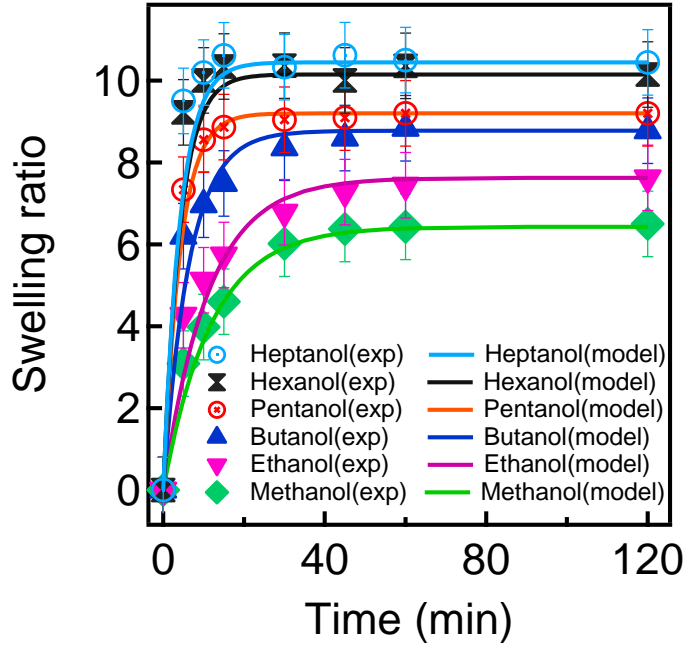 Swelling ratio
10
8
6
4
2
0
Heptanol(exp) Heptanol(model)
Hexanol(exp) Hexanol(model)
Pentanol(exp) Pentanol(model)
Butanol(exp) Butanol(model)
Ethanol(exp) Ethanol(model)
Methanol(exp) Methanol(model)
0 40 80 120
Time (min)